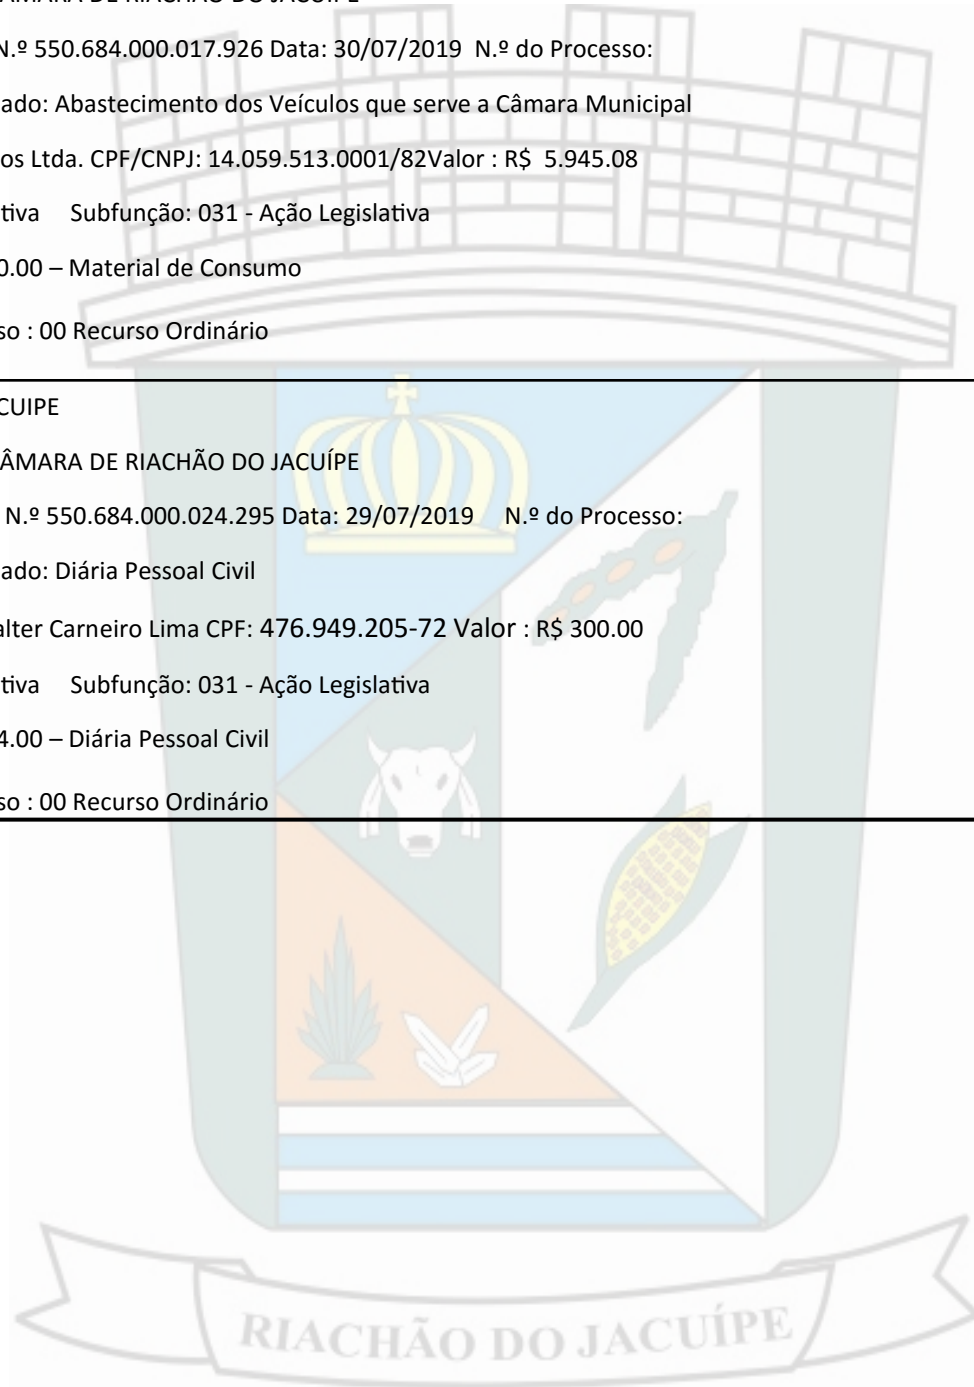 CÂMARA DE RIACHÃO DO JACUÍPE
N.º 550.684.000.017.926 Data: 30/07/2019 N.º do Processo:
ado: Abastecimento dos Veículos que serve a Câmara Municipal
os Ltda. CPF/CNPJ: 14.059.513.0001/82Valor : R$ 5.945.08
tiva Subfunção: 031 - Ação Legislativa
0.00 – Material de Consumo
so : 00 Recurso Ordinário
CUIPE
ÂMARA DE RIACHÃO DO JACUÍPE
N.º 550.684.000.024.295 Data: 29/07/2019 N.º do Processo:
ado: Diária Pessoal Civil
alter Carneiro Lima CPF: 476.949.205-72 Valor : R$ 300.00
tiva Subfunção: 031 - Ação Legislativa
4.00 – Diária Pessoal Civil
so : 00 Recurso Ordinário
RIACHÃO DO JACUÍPE